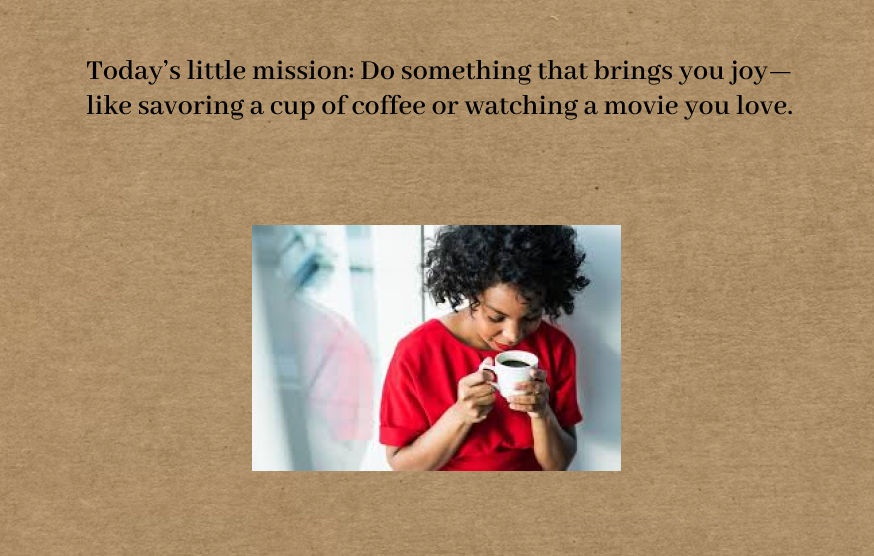 Today’s little mission: Do something that brings you joy—
like savoring a cup of coffee or watching a movie you love.